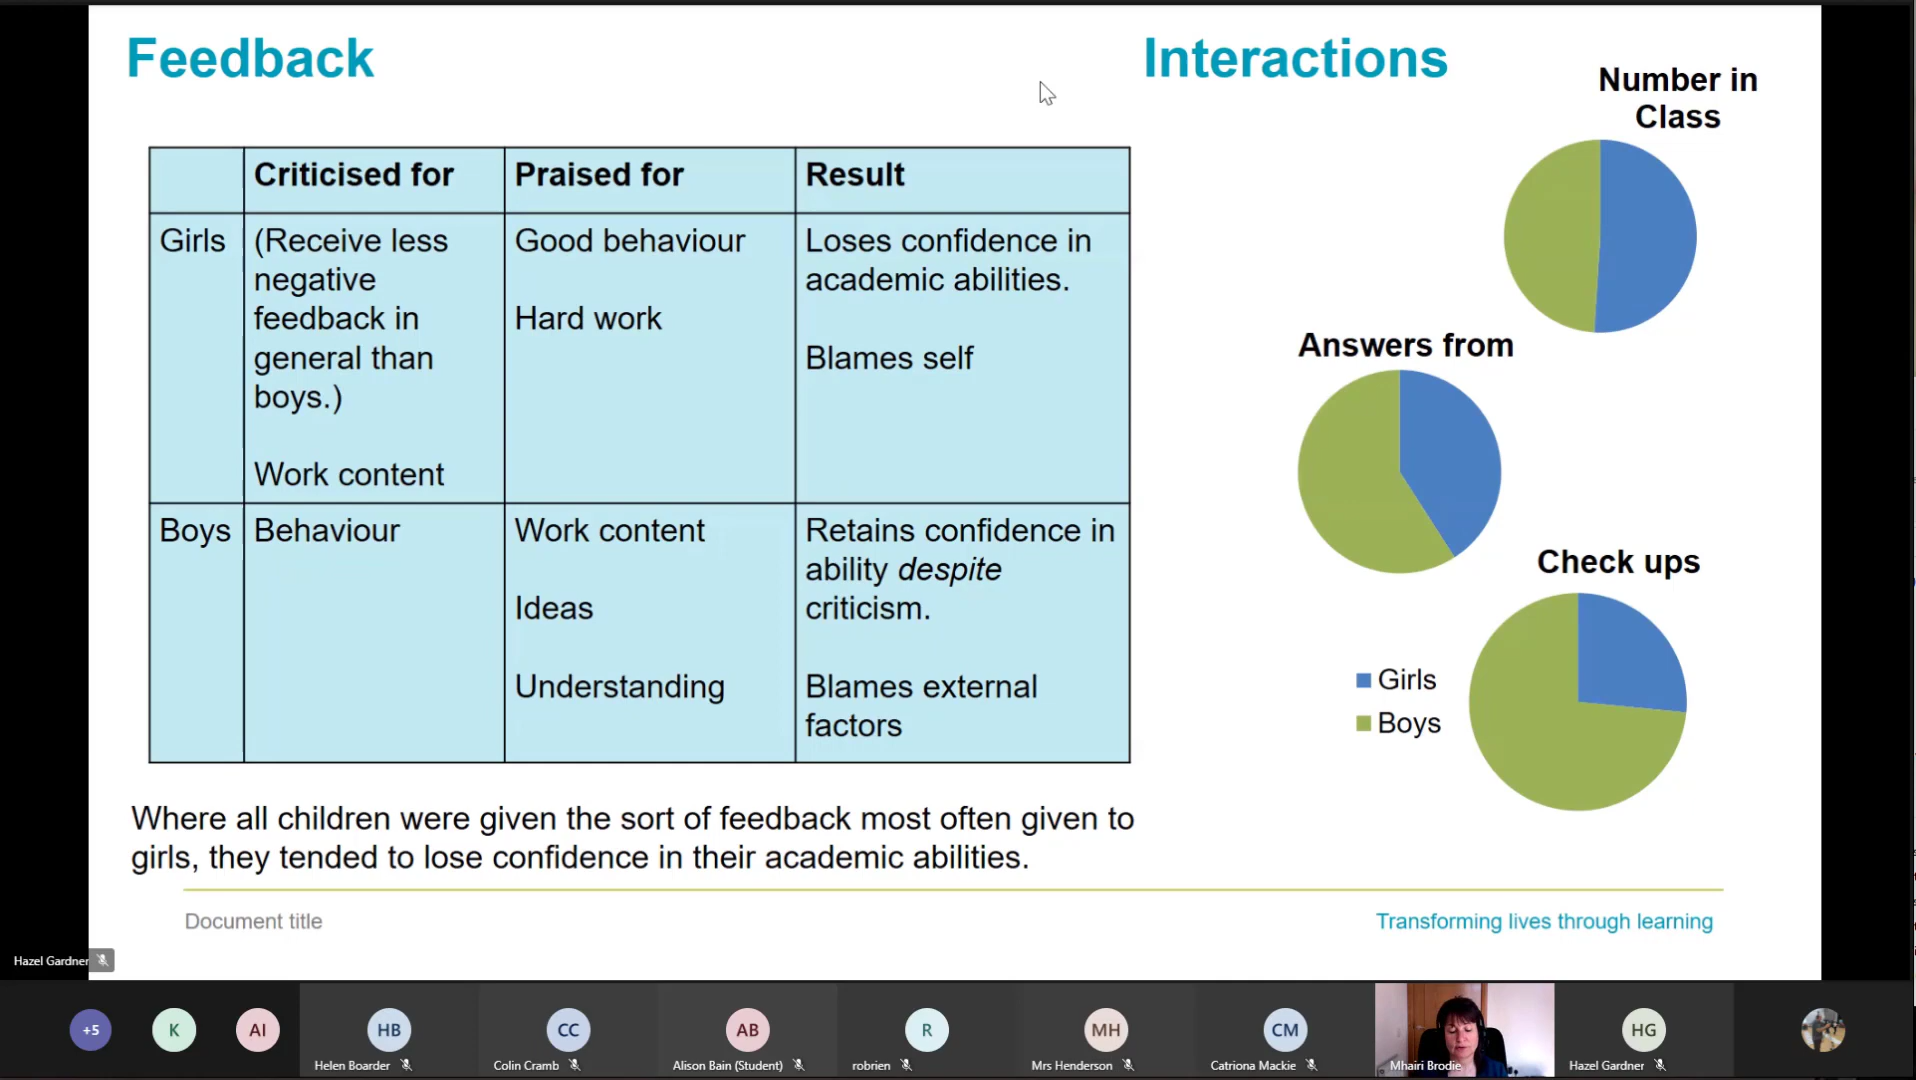 Feedback
Interactions
Number in
Class
Criticised for
Praised for
Result
Girls
(Receive less
negative
feedback in
general than
boys.)
Work content
Good behaviour
Hard work
Loses confidence in
academic abilities.
Blames self
Boys
Behaviour
Work content
Ideas
Understanding
Retains confidence in
ability despite
criticism.
Blames external
factors
Answers from
Check ups
Girls
Boys
Where all children were given the sort of feedback most often given to
girls, they tended to lose confidence in their academic abilities.
Document title
Transforming lives through learning
Hazel Gardner
+5
K
AI
HB
Helen Boarder
CC
Colin Cramb
AB
Alison Bain (Student)
R
robrien
MH
Mrs Henderson
CM
Catriona Mackie
Mhairi Brodie
HG
Hazel Gardner